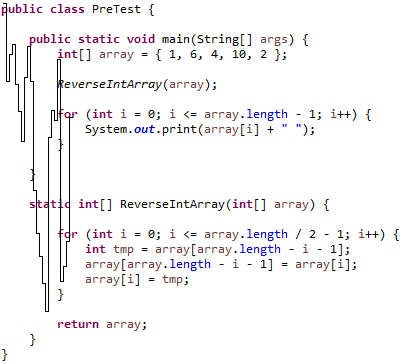 public class PreTest {
public static void main(String[] args) {
int[] array = { 1, 6, 4, 10, 2 };
ReverseIntArray(array);
for (int i = 0; i <= array.length - 1; i++) {
System.out.print(array[i] + " ");
}
}
static int[] ReverseIntArray(int[] array) {
for (int i = 0; i <= array.length / 2 - 1; i++) {
int tmp = array[array.length - i - 1];
array[array.length - i - 1] = array[i];
array[i] = tmp;
}
return array;
}
}